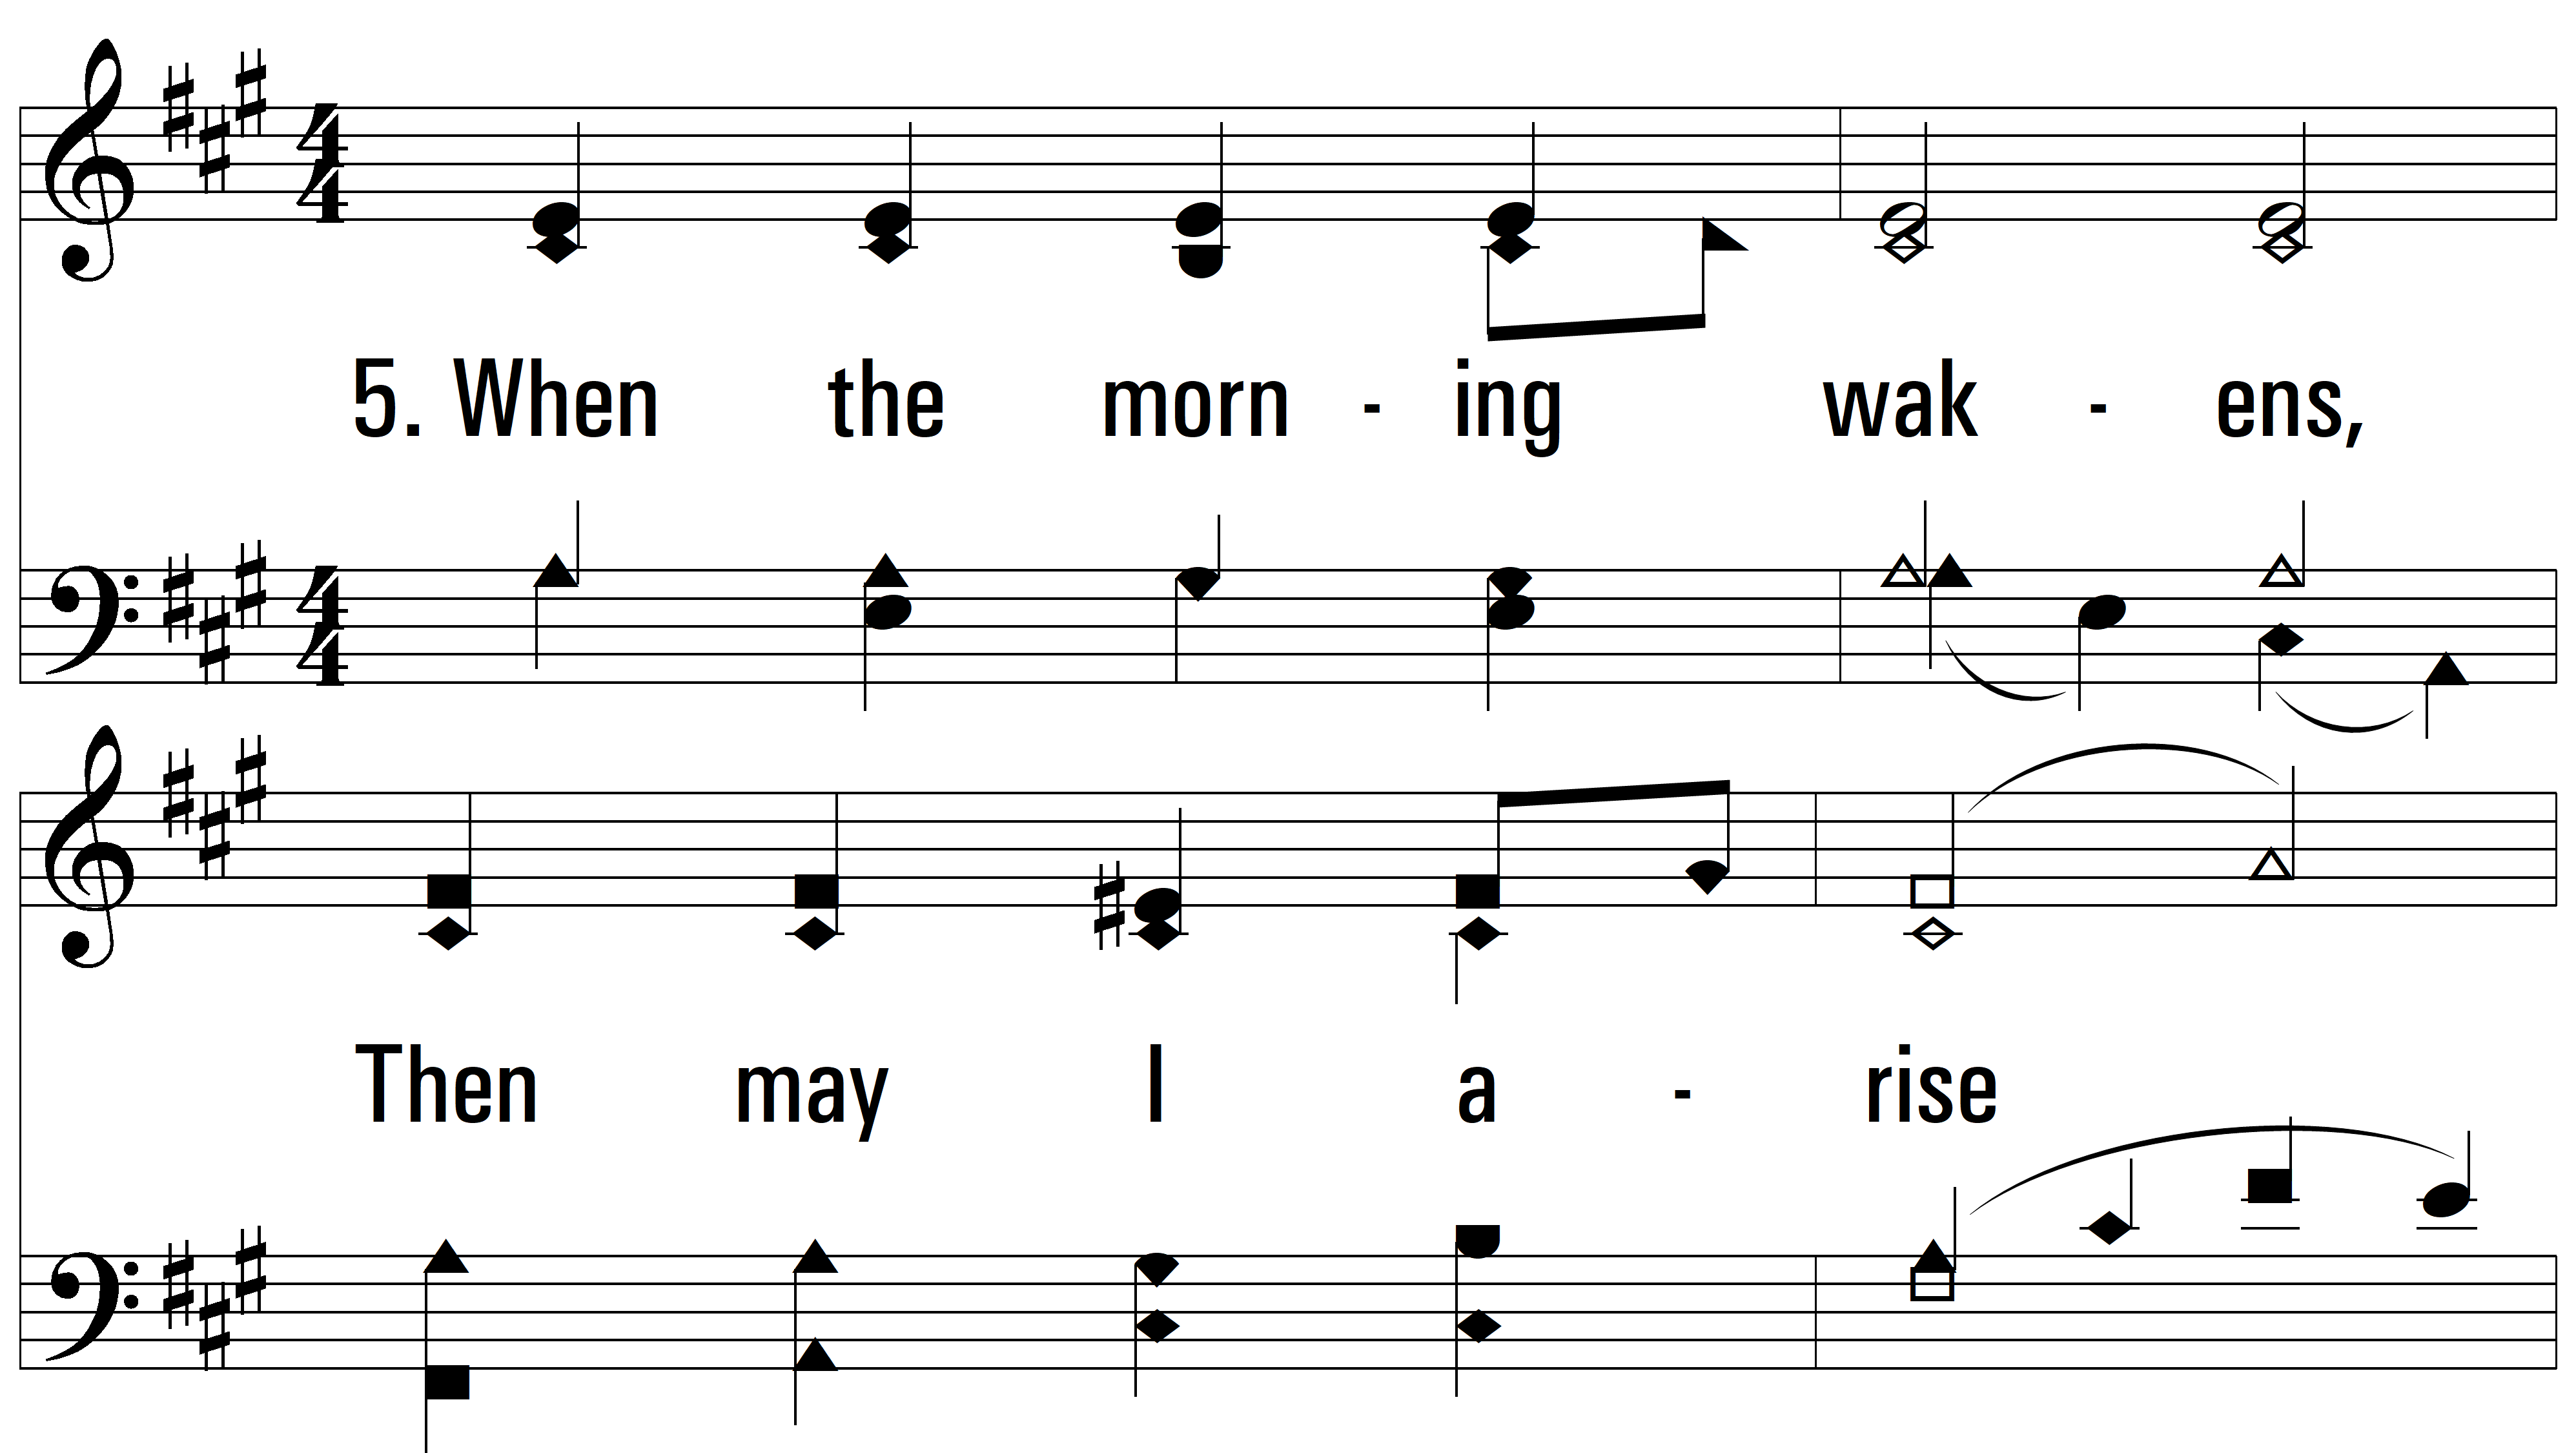 5. When the morn - ing wak - ens,
Then may I a - rise